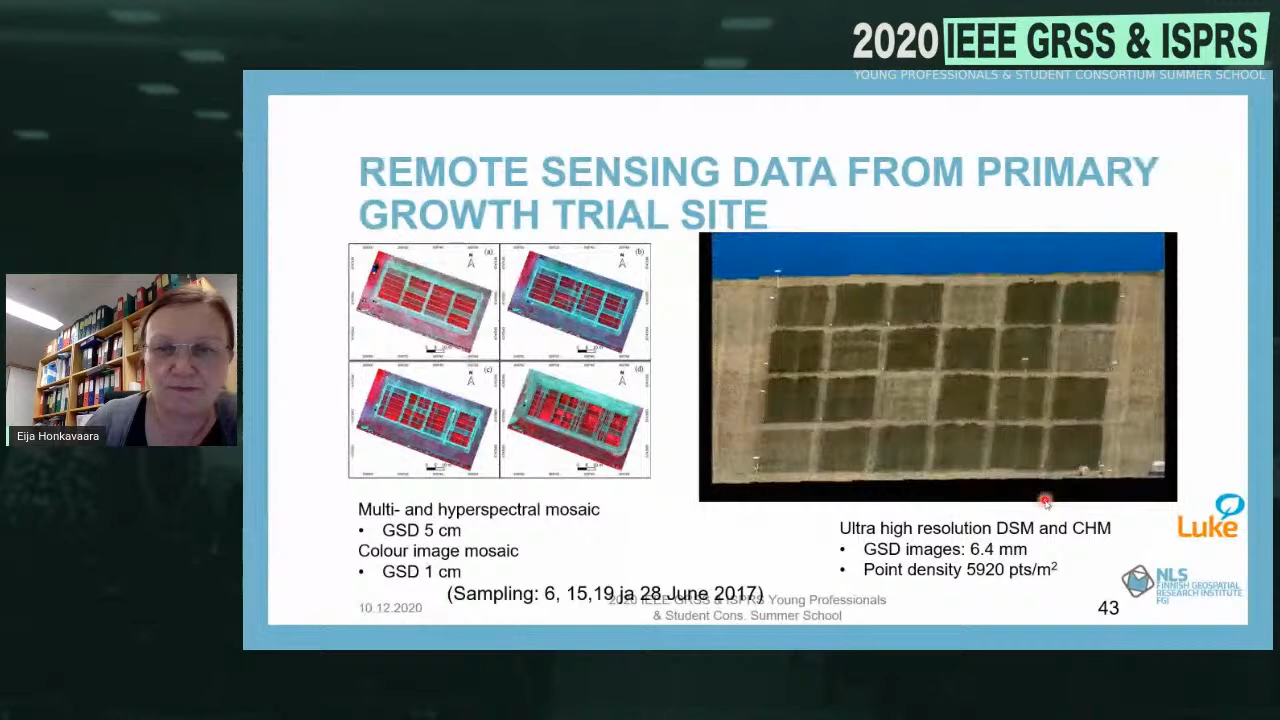 2020 IEEE GRSS & ISPRS
YOUNG PROFESSIONALS & STUDENT CONSORTIUM SUMMER SCHOOL
REMOTE SENSING DATA FROM PRIMARY
GROWTH TRIAL SITE
(a)
N
(b)
N
(c)
N
(d)
N
Eija Honkavaara
Multi- and hyperspectral mosaic
• GSD 5 cm
Colour image mosaic
• GSD 1 cm
(Sampling: 6, 15,19 ja 28 June 2017)
Ultra high resolution DSM and CHM
• GSD images: 6.4 mm
• Point density 5920 pts/m²
Luke
NLS
FINNISH GEOSPATIAL
RESEARCH INSTITUTE
FGI
10.12.2020
2020 IEEE GRSS & ISPRS Young Professionals
& Student Cons. Summer School
43